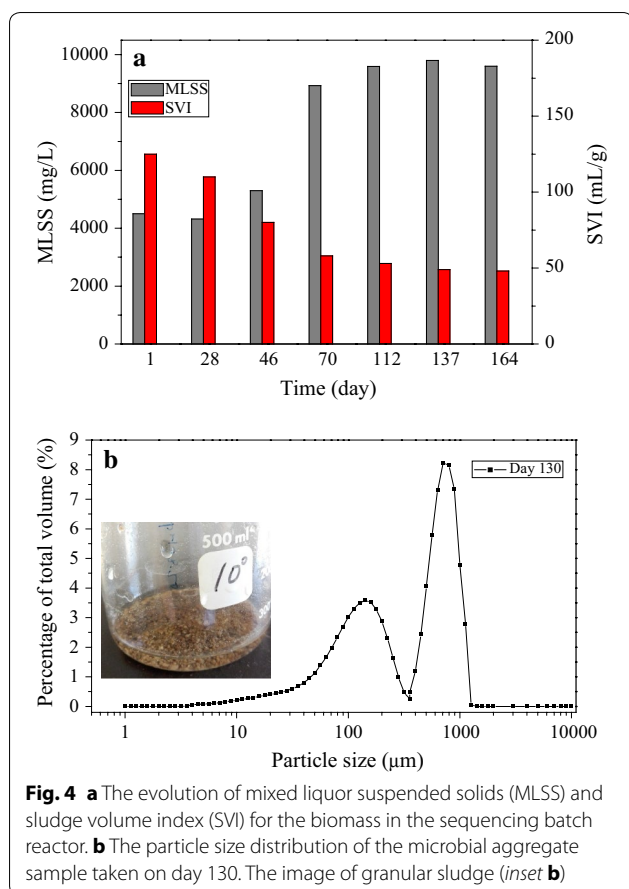 a
MLSS
SVI
MLSS (mg/L)
10000
8000
6000
4000
2000
0
SVI (mL/g)
200
150
100
50
0
1 28 46 70 112 137 164
Time (day)
b
Day 130
Percentage of total volume (%)
9
8
7
6
5
4
3
2
1
0
500 ml
10°
1 10 100 1000 10000
Particle size (µm)
Fig. 4 a The evolution of mixed liquor suspended solids (MLSS) and
sludge volume index (SVI) for the biomass in the sequencing batch
reactor. b The particle size distribution of the microbial aggregate
sample taken on day 130. The image of granular sludge (inset b)